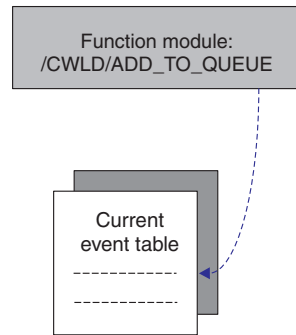 Function module:
/CWLD/ADD_TO_QUEUE
Current
event table